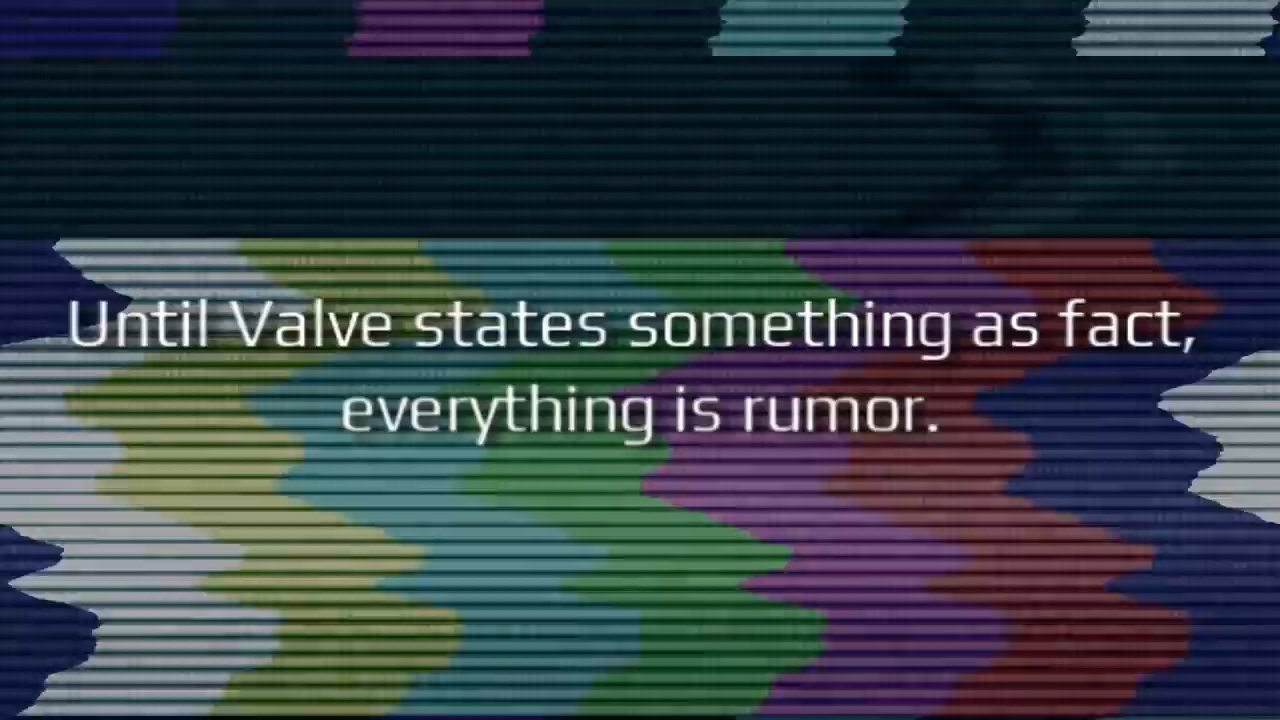 Until Valve states something as fact,
everything is rumor.